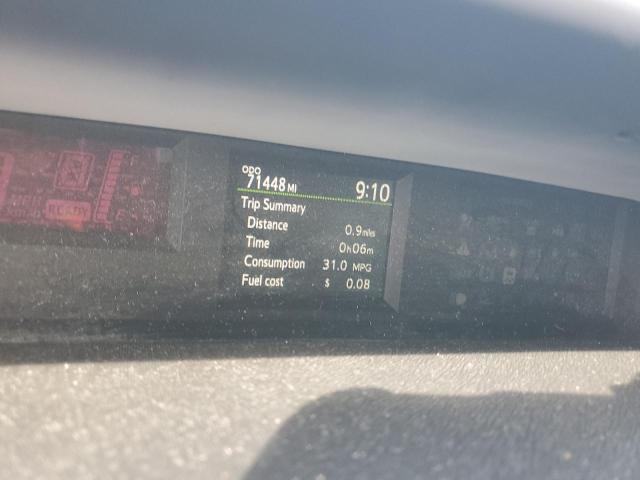 ODO
71448 MI 9:10
Trip Summary
Distance 0.9 miles
Time 0h06m
Consumption 31.0 MPG
Fuel cost $ 0.08
READY